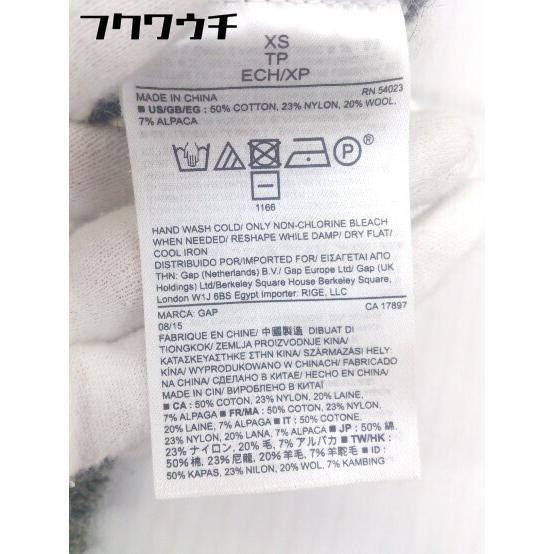 フクワウチ
XS
TP
ECH/XP
RN 54023
MADE IN CHINA
■ US/GB/EG: 50% COTTON, 23% NYLON, 20% WOOL,
7% ALPACA
P®
1166
HAND WASH COLD/ ONLY NON-CHLORINE BLEACH
WHEN NEEDED/ RESHAPE WHILE DAMP/ DRY FLAT/
COOL IRON
DISTRIBUIDO POR/IMPORTED BY/ ΕΙΣΑΓΕΤΑΙ ΑΠΟ
ΤΗΝ: Gap (Netherlands) B.V./ Gap Europe Ltd/ Gap (UK
Holdings) Ltd/Berkeley Square House Berkeley Square,
London W1J 6BS Egypt Importer: RIGE, LLC
MARCA: GAP
CA 17897
08/15
FABRIQUE EN CHINE/ 中國製造 DIBUAT DI
TIONGKOK/ ZEMLJA PROIZVODNJE KINA/
ΚΑΤΑΣΚΕΥΑΣΤΗΚΕ ΣΤΗΝ ΚΙΝΑ/ SZÁRMAZÁSI HELY
KÍNA/ WYPRODUKOWANO W CHINACH/ FABRICADO
NA CHINA/ СДЕЛАНО В КИТАЕ/ HECHO EN CHINA/
MADE IN CIN/ ВИРОБЛЕНО В КИТАЇ
■ CA : 50% COTON, 23% NYLON, 20% LAINE,
7% ALPAGA ■ FR/MA : 50% COTON, 23% NYLON,
20% LAINE, 7% ALPAGA ■ IT : 50% COTONE,
23% NYLON, 20% LANA, 7% ALPACA ■ JP : 50% 綿,
23% ナイロン, 20% 毛, 7% アルパカ ■ TW/HK :
50% 棉, 23% 尼龍, 20% 羊毛, 7% 羊駝毛 ■ ID :
50% KAPAS, 23% NILON, 20% WOL, 7% KAMBING